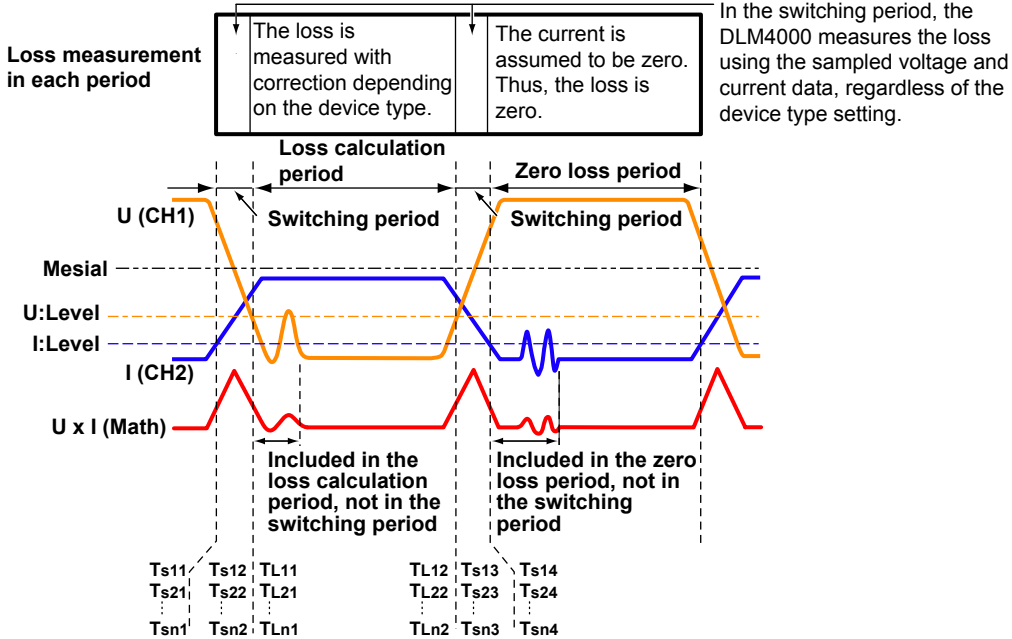 In the switching period, the
DLM4000 measures the loss
using the sampled voltage and
current data, regardless of the
device type setting.
Loss measurement
in each period
The loss is
measured with
correction depending
on the device type.
The current is
assumed to be zero.
Thus, the loss is
zero.
Loss calculation
period
Zero loss period
U (CH1)
Switching period
Switching period
Mesial
U:Level
I:Level
I (CH2)
U x I (Math)
Included in the
loss calculation
period, not in the
switching period
Included in the zero
loss period, not in
the switching
period
Ts11 Ts12 TL11 TL12 Ts13 Ts14
Ts21 Ts22 TL21 TL22 Ts23 Ts24
Tsn1 Tsn2 TLn1 TLn2 Tsn3 Tsn4